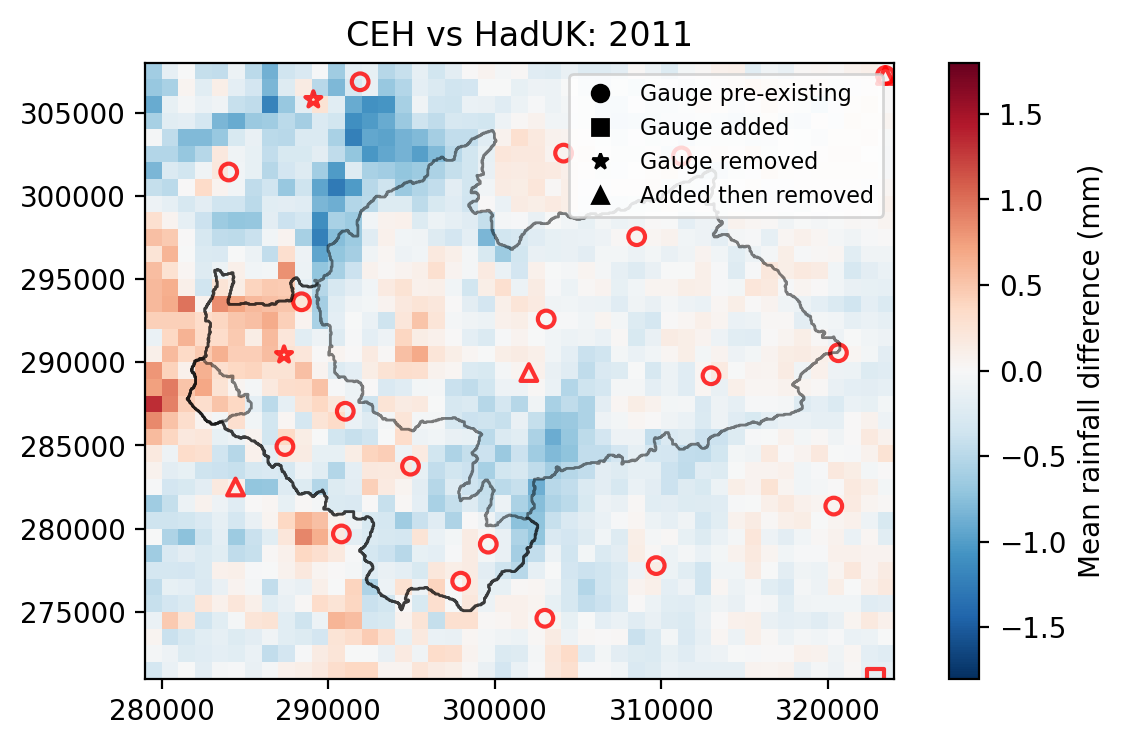 CEH vs HadUK: 2011
Gauge pre-existing
Gauge added
Gauge removed
Added then removed
305000
300000
295000
290000
285000
280000
275000
280000 290000 300000 310000 320000
1.5
1.0
0.5
0.0
−0.5
−1.0
−1.5
Mean rainfall difference (mm)